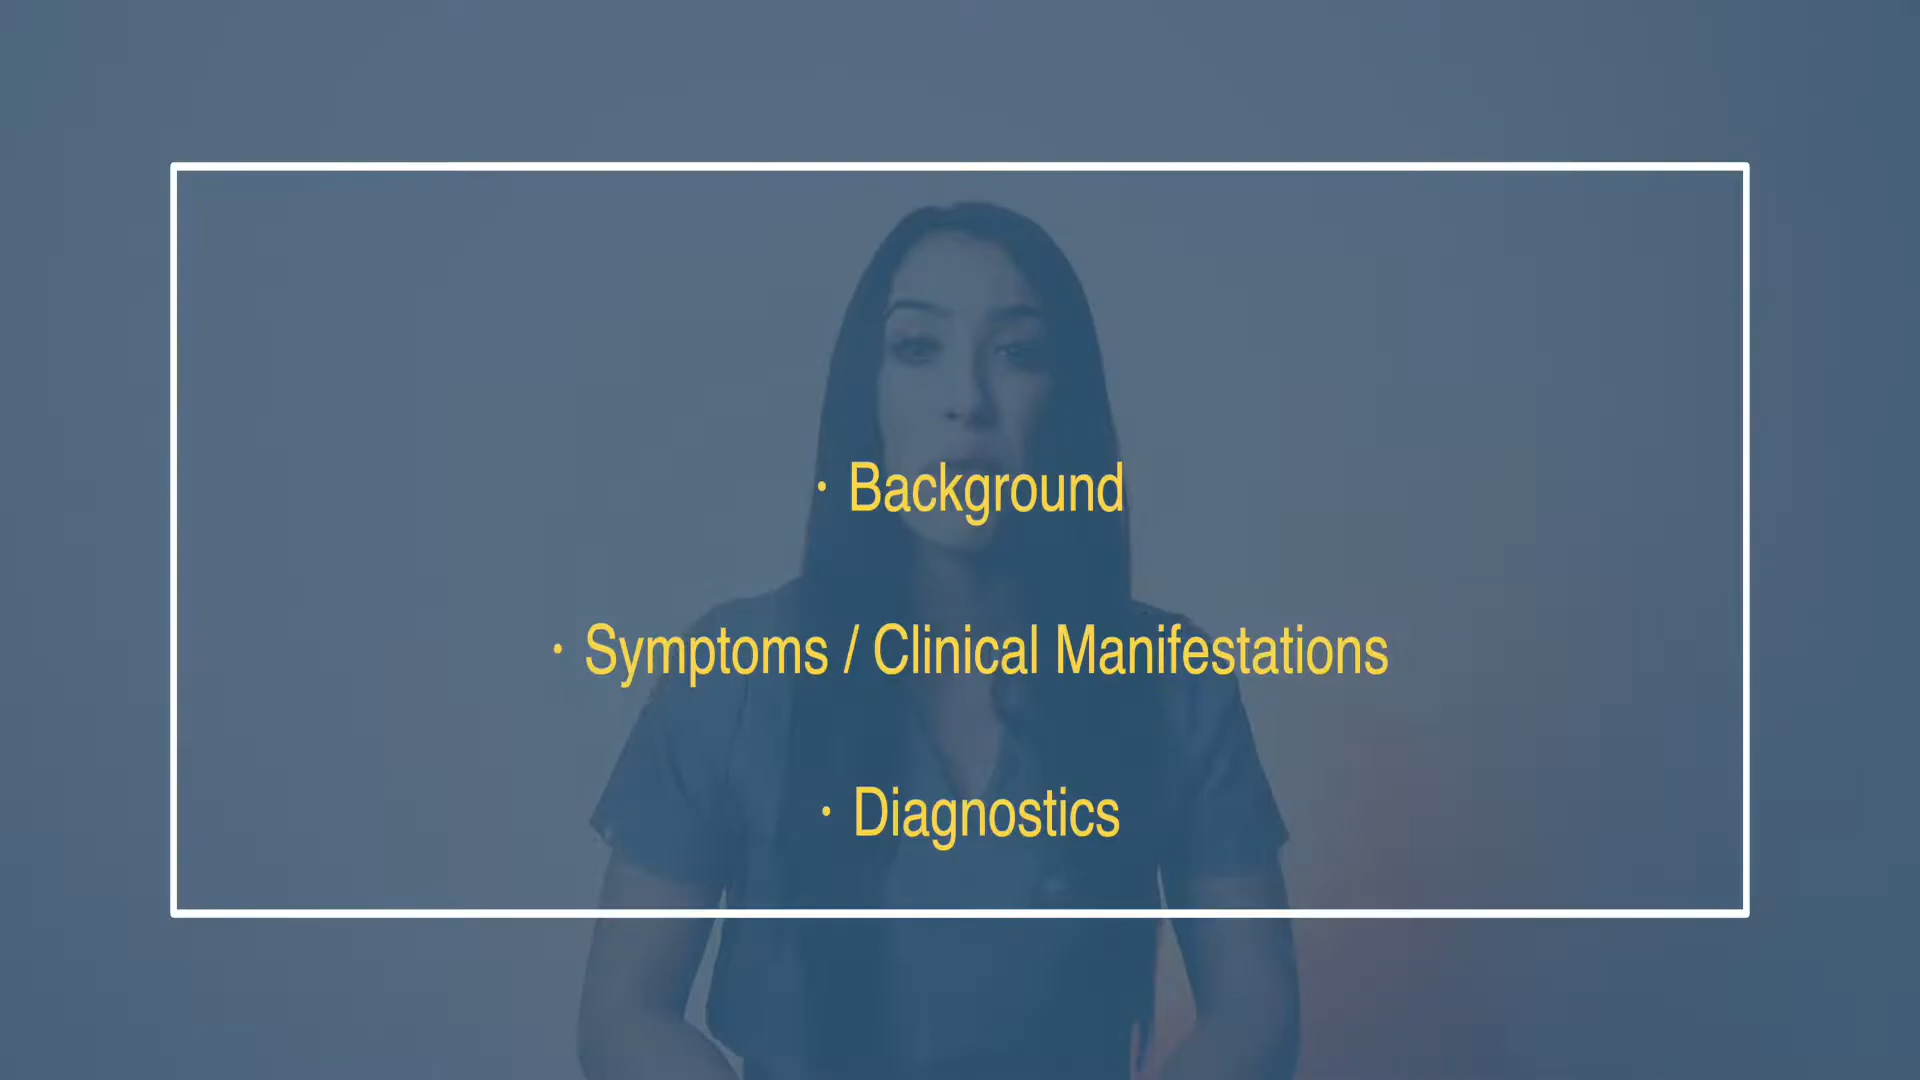 · Background
· Symptoms / Clinical Manifestations
· Diagnostics